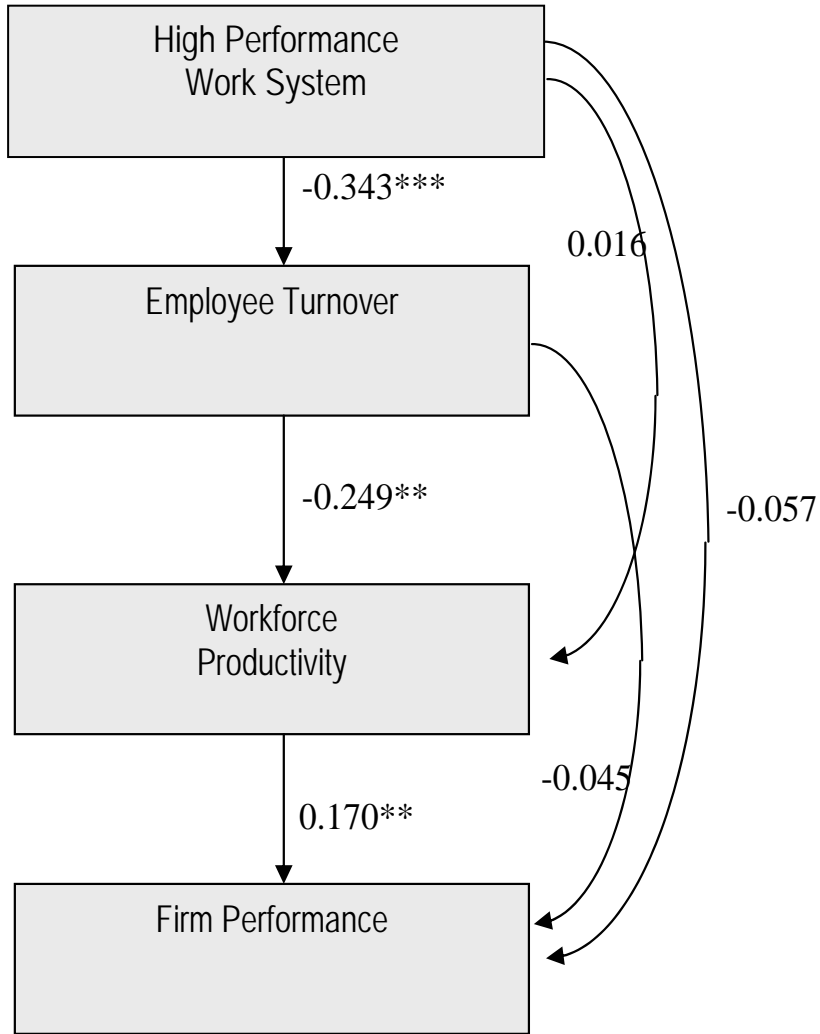 High Performance
Work System
-0.343***
0.016
Employee Turnover
-0.249**
-0.057
Workforce
Productivity
-0.045
0.170**
Firm Performance